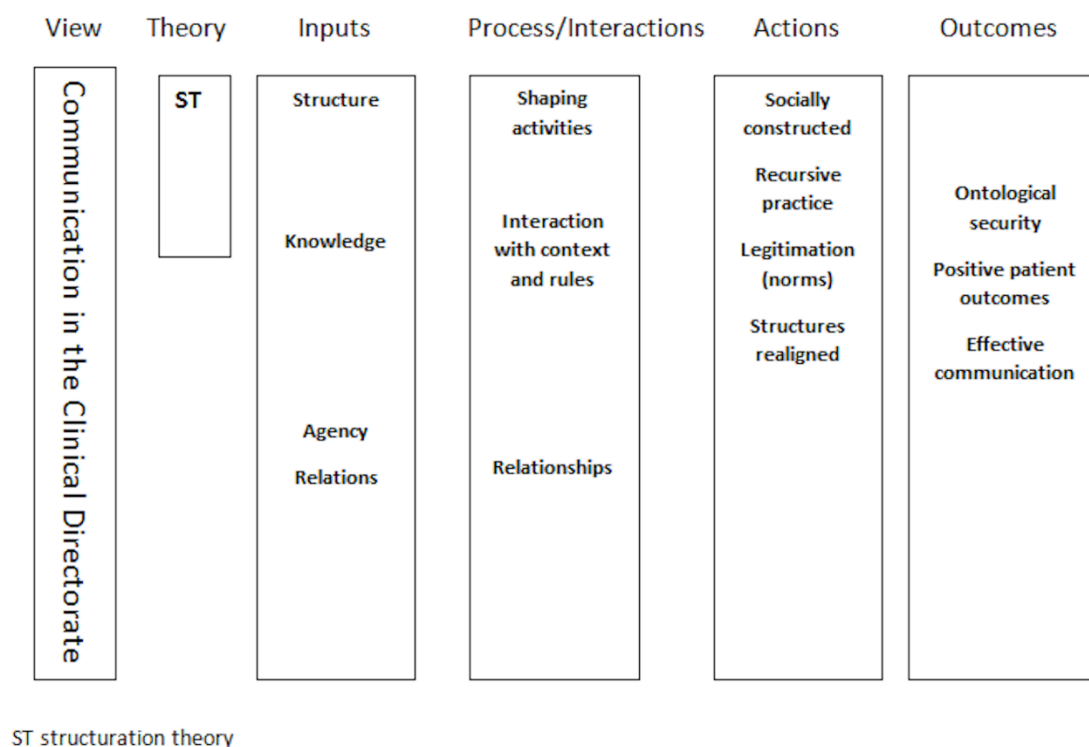 View
Theory
Inputs
Process/Interactions
Actions
Outcomes
Communication in the Clinical Directorate
ST
Structure
Knowledge
Agency
Relations
Shaping
activities
Interaction
with context
and rules
Relationships
Socially
constructed
Recursive
practice
Legitimation
(norms)
Structures
realigned
Ontological
security
Positive patient
outcomes
Effective
communication
ST structuration theory